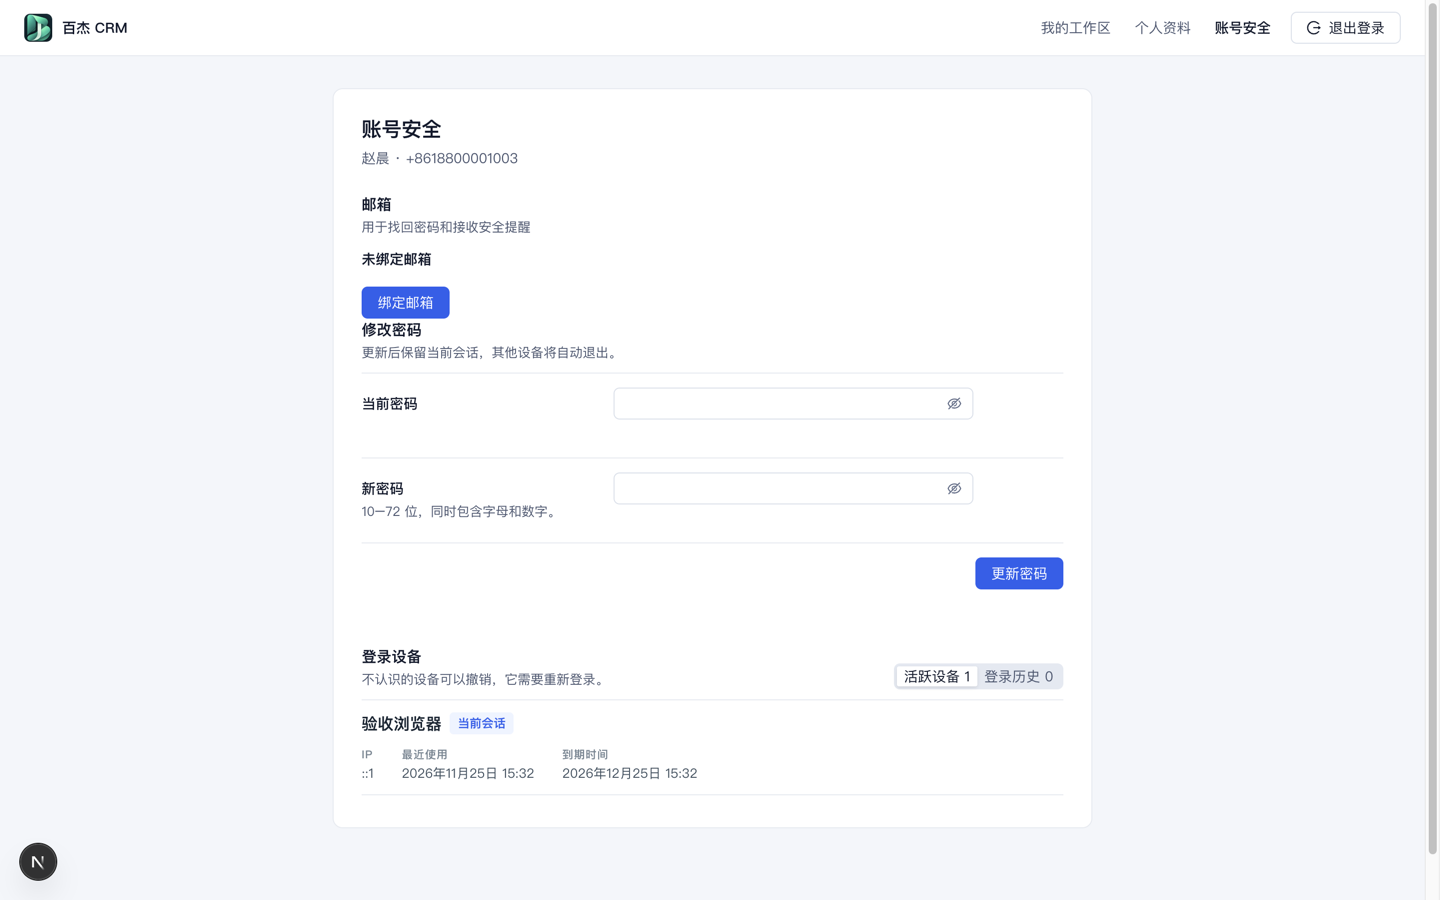 百杰 CRM
我的工作区
个人资料
账号安全
退出登录
账号安全
赵晨 · +8618800001003
邮箱
用于找回密码和接收安全提醒
未绑定邮箱
绑定邮箱
修改密码
更新后保留当前会话，其他设备将自动退出。
当前密码
新密码
10—72 位，同时包含字母和数字。
更新密码
登录设备
不认识的设备可以撤销，它需要重新登录。
活跃设备 1
登录历史 0
验收浏览器 当前会话
IP 最近使用 到期时间
::1 2026年11月25日 15:32 2026年12月25日 15:32
N